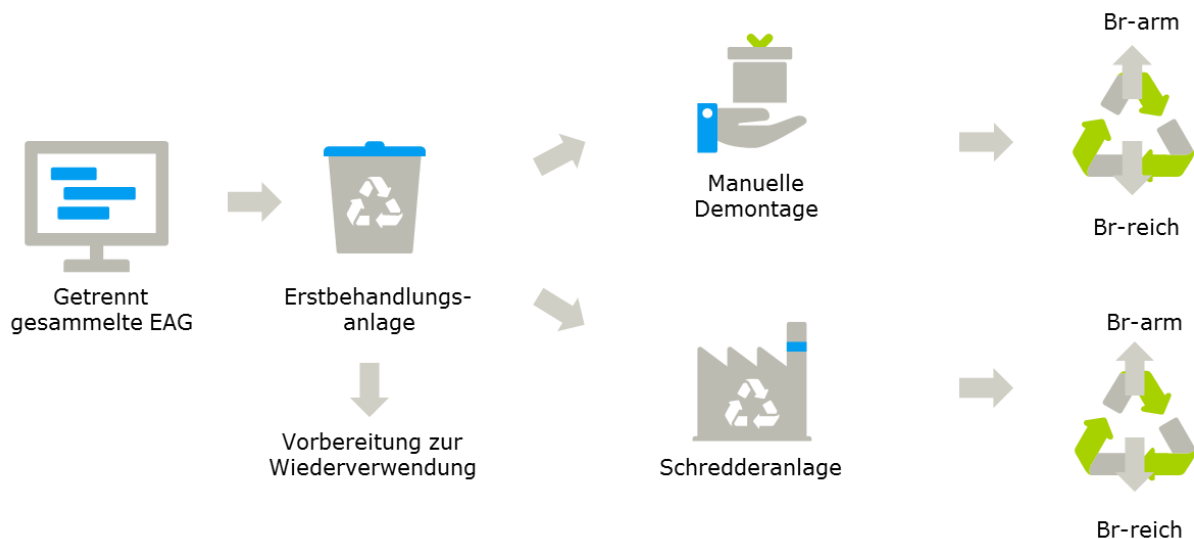 Getrennt
gesammelte EAG
Erstbehandlungs-
anlage
Vorbereitung zur
Wiederverwendung
Manuelle
Demontage
Br-arm
Br-reich
Schredderanlage
Br-arm
Br-reich